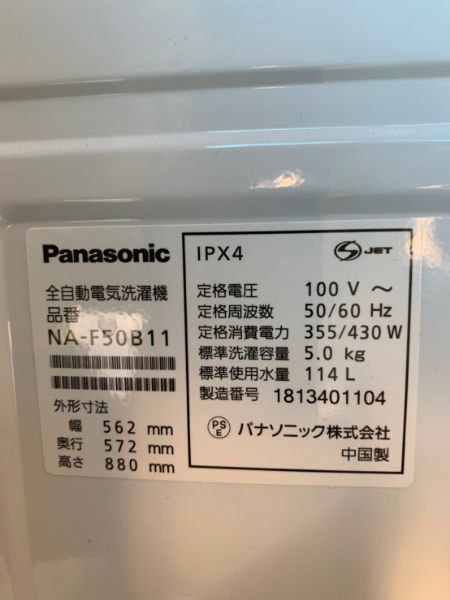 Panasonic
全自動電気洗濯機
品番
NA-F50B11
外形寸法
幅 562 mm
奥行 572 mm
高さ 880 mm
IPX4
S JET
定格電圧 100 V ～
定格周波数 50/60 Hz
定格消費電力 355/430 W
標準洗濯容量 5.0 kg
標準使用水量 114 L
製造番号 1813401104
PS
E パナソニック株式会社
中国製